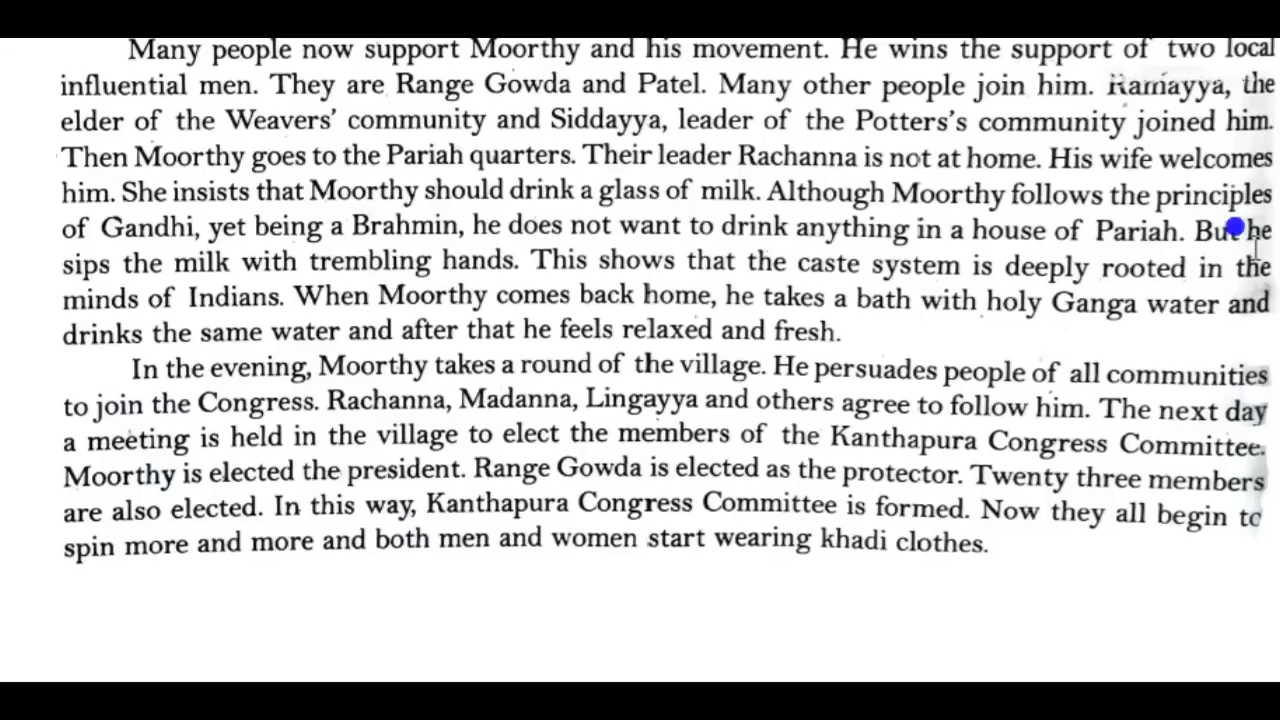 Many people now support Moorthy and his movement. He wins the support of two local
influential men. They are Range Gowda and Patel. Many other people join him. Ramayya, the
elder of the Weavers' community and Siddayya, leader of the Potters's community joined him.
Then Moorthy goes to the Pariah quarters. Their leader Rachanna is not at home. His wife welcomes
him. She insists that Moorthy should drink a glass of milk. Although Moorthy follows the principles
of Gandhi, yet being a Brahmin, he does not want to drink anything in a house of Pariah. But he
sips the milk with trembling hands. This shows that the caste system is deeply rooted in the
minds of Indians. When Moorthy comes back home, he takes a bath with holy Ganga water and
drinks the same water and after that he feels relaxed and fresh.
In the evening, Moorthy takes a round of the village. He persuades people of all communities
to join the Congress. Rachanna, Madanna, Lingayya and others agree to follow him. The next day
a meeting is held in the village to elect the members of the Kanthapura Congress Committee.
Moorthy is elected the president. Range Gowda is elected as the protector. Twenty three members
are also elected. In this way, Kanthapura Congress Committee is formed. Now they all begin to
spin more and more and both men and women start wearing khadi clothes.